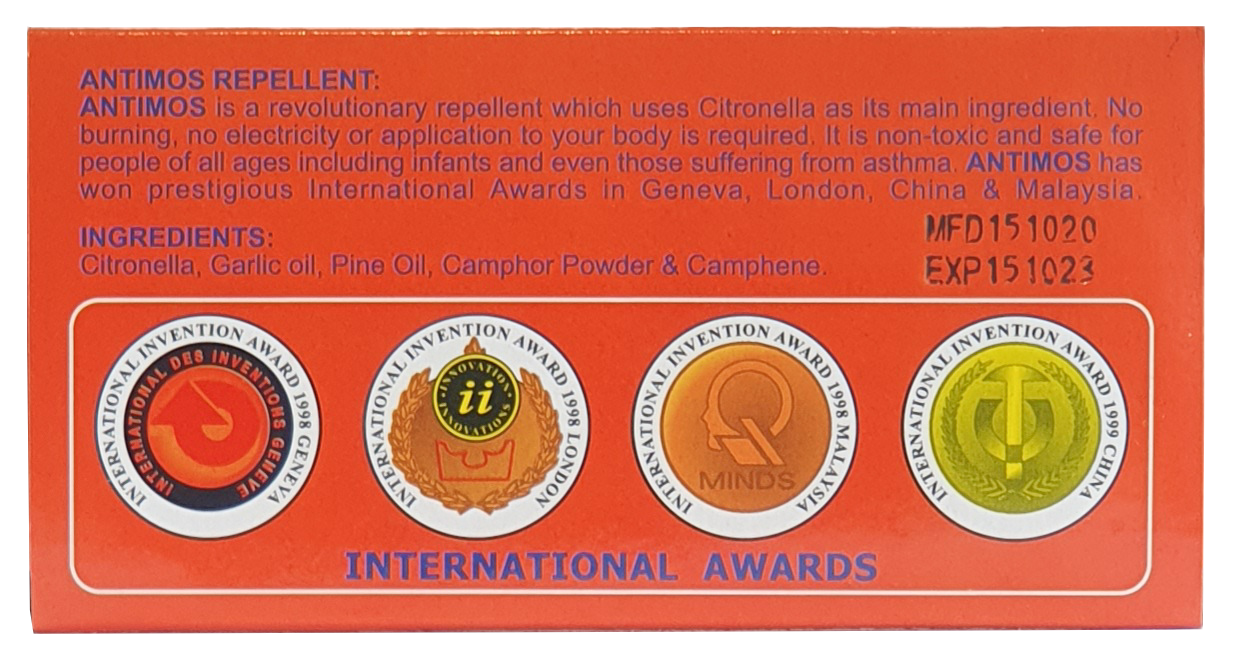 ANTIMOS REPELLENT:
ANTIMOS is a revolutionary repellent which uses Citronella as its main ingredient. No
burning, no electricity or application to your body is required. It is non-toxic and safe for
people of all ages including infants and even those suffering from asthma. ANTIMOS has
won prestigious International Awards in Geneva, London, China & Malaysia.
INGREDIENTS:
Citronella, Garlic oil, Pine Oil, Camphor Powder & Camphene.
MFD151020
EXP151023
INTERNATIONAL INVENTION AWARD 1998 GENEVA
INTERNATIONAL DES INVENTIONS GENEVE
INTERNATIONAL INVENTION AWARD 1998 LONDON
INNOVATION
ii
INNOVATIONS
INTERNATIONAL INVENTION AWARD 1998 MALAYSIA
MINDS
INTERNATIONAL INVENTION AWARD 1999 CHINA
INTERNATIONAL AWARDS